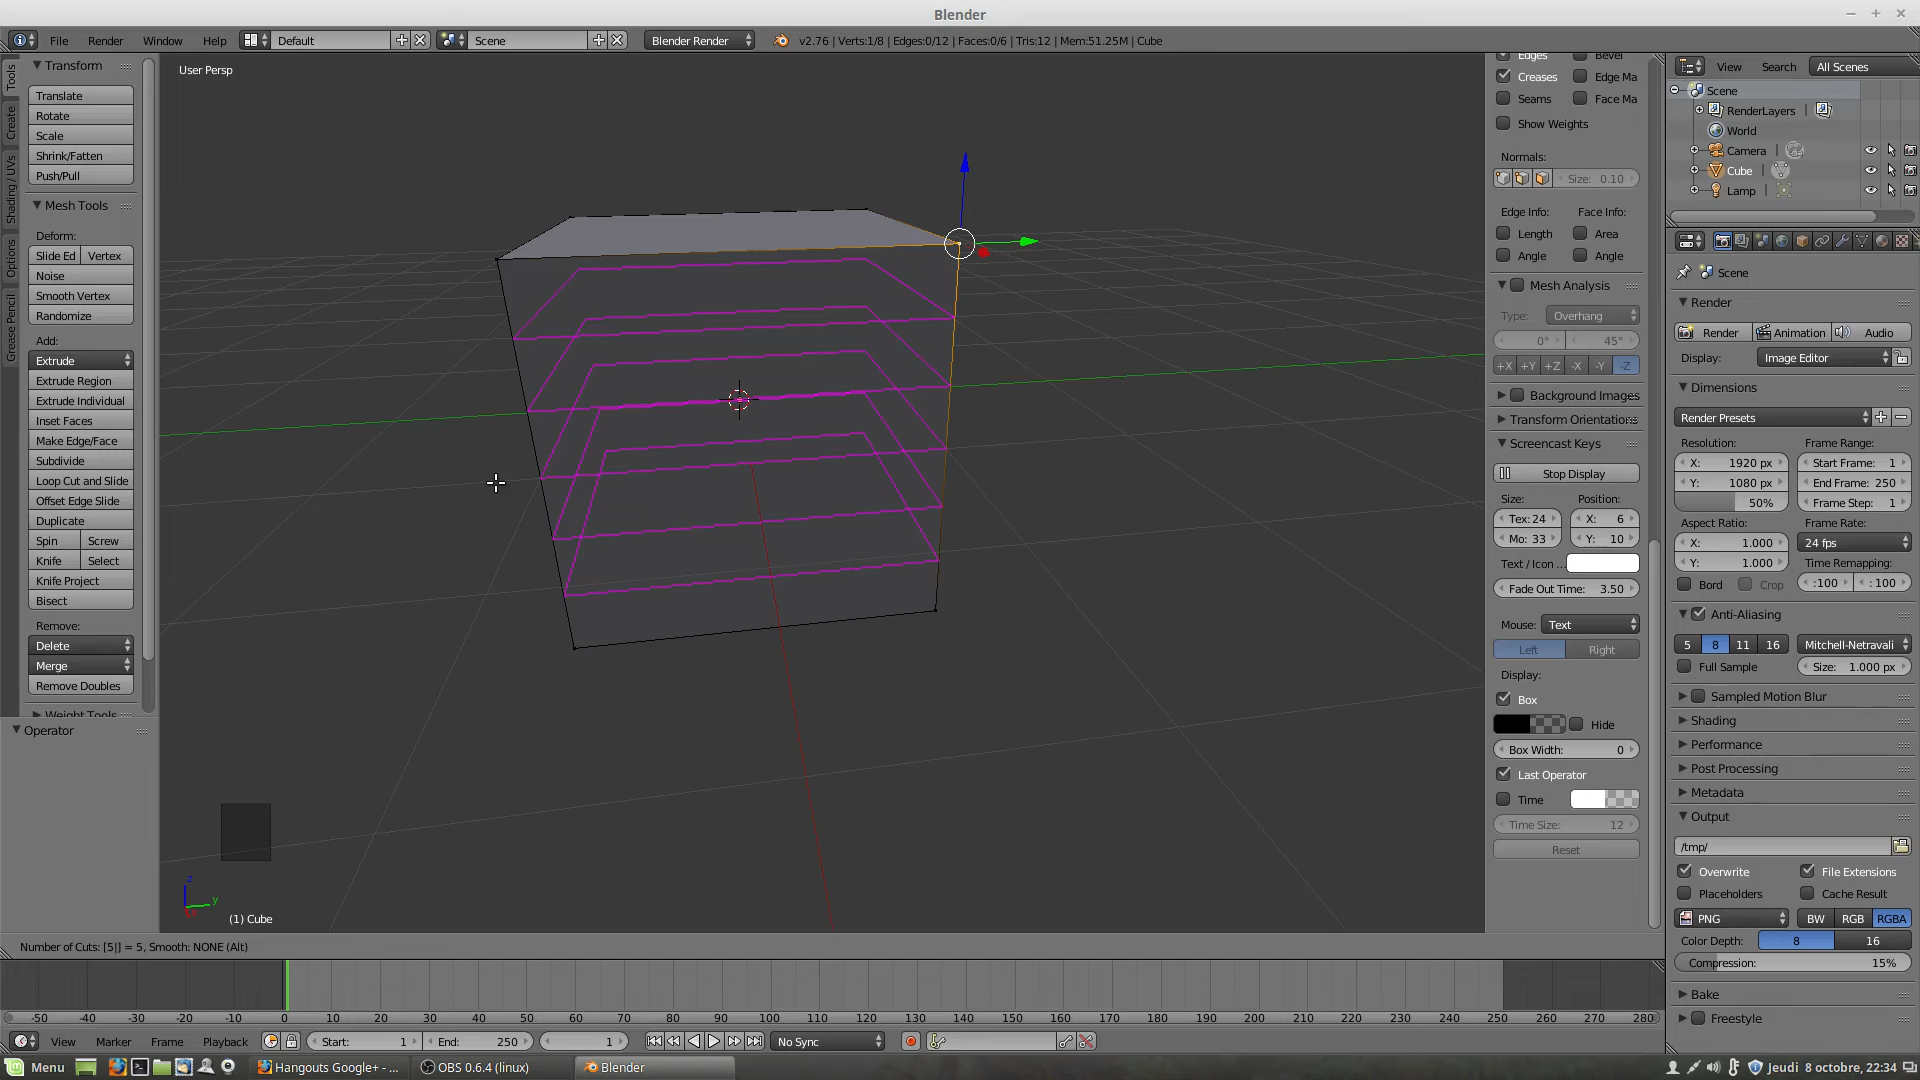 Blender
File Render Window Help Default Scene Blender Render v2.76 | Verts:1/8 | Edges:0/12 | Faces:0/6 | Tris:12 | Mem:51.25M | Cube
Tools
Create
Shading / UVs
Options
Grease Pencil
Transform
Translate
Rotate
Scale
Shrink/Fatten
Push/Pull
Mesh Tools
Deform:
Slide Ed Vertex
Noise
Smooth Vertex
Randomize
Add:
Extrude
Extrude Region
Extrude Individual
Inset Faces
Make Edge/Face
Subdivide
Loop Cut and Slide
Offset Edge Slide
Duplicate
Spin Screw
Knife Select
Knife Project
Bisect
Remove:
Delete
Merge
Remove Doubles
Weight Tools
Operator
User Persp
z
y
(1) Cube
Number of Cuts: [5|] = 5, Smooth: NONE (Alt)
Edges Bevel
Creases Edge Ma
Seams Face Ma
Show Weights
Normals:
Size: 0.10
Edge Info: Face Info:
Length Area
Angle Angle
Mesh Analysis
Type: Overhang
0° 45°
+X +Y +Z -X -Y -Z
Background Images
Transform Orientations
Screencast Keys
Stop Display
Size: Position:
Tex: 24 X: 6
Mo: 33 Y: 10
Text / Icon ...
Fade Out Time: 3.50
Mouse: Text
Left Right
Display:
Box
Hide
Box Width: 0
Last Operator
Time
Time Size: 12
Reset
View Search All Scenes
Scene
RenderLayers
World
Camera
Cube
Lamp
Scene
Render
Render Animation Audio
Display: Image Editor
Dimensions
Render Presets
Resolution: Frame Range:
X: 1920 px Start Frame: 1
Y: 1080 px End Frame: 250
50% Frame Step: 1
Aspect Ratio: Frame Rate:
X: 1.000 24 fps
Y: 1.000 Time Remapping:
Bord Crop :100 : 100
Anti-Aliasing
5 8 11 16 Mitchell-Netravali
Full Sample Size: 1.000 px
Sampled Motion Blur
Shading
Performance
Post Processing
Metadata
Output
/tmp/
Overwrite File Extensions
Placeholders Cache Result
PNG BW RGB RGBA
Color Depth: 8 16
Compression: 15%
Bake
Freestyle
-50 -40 -30 -20 -10 0 10 20 30 40 50 60 70 80 90 100 110 120 130 140 150 160 170 180 190 200 210 220 230 240 250 260 270 280
View Marker Frame Playback Start: 1 End: 250 1 No Sync
Menu Hangouts Google+ - ... OBS 0.6.4 (linux) Blender Jeudi 8 octobre, 22:34